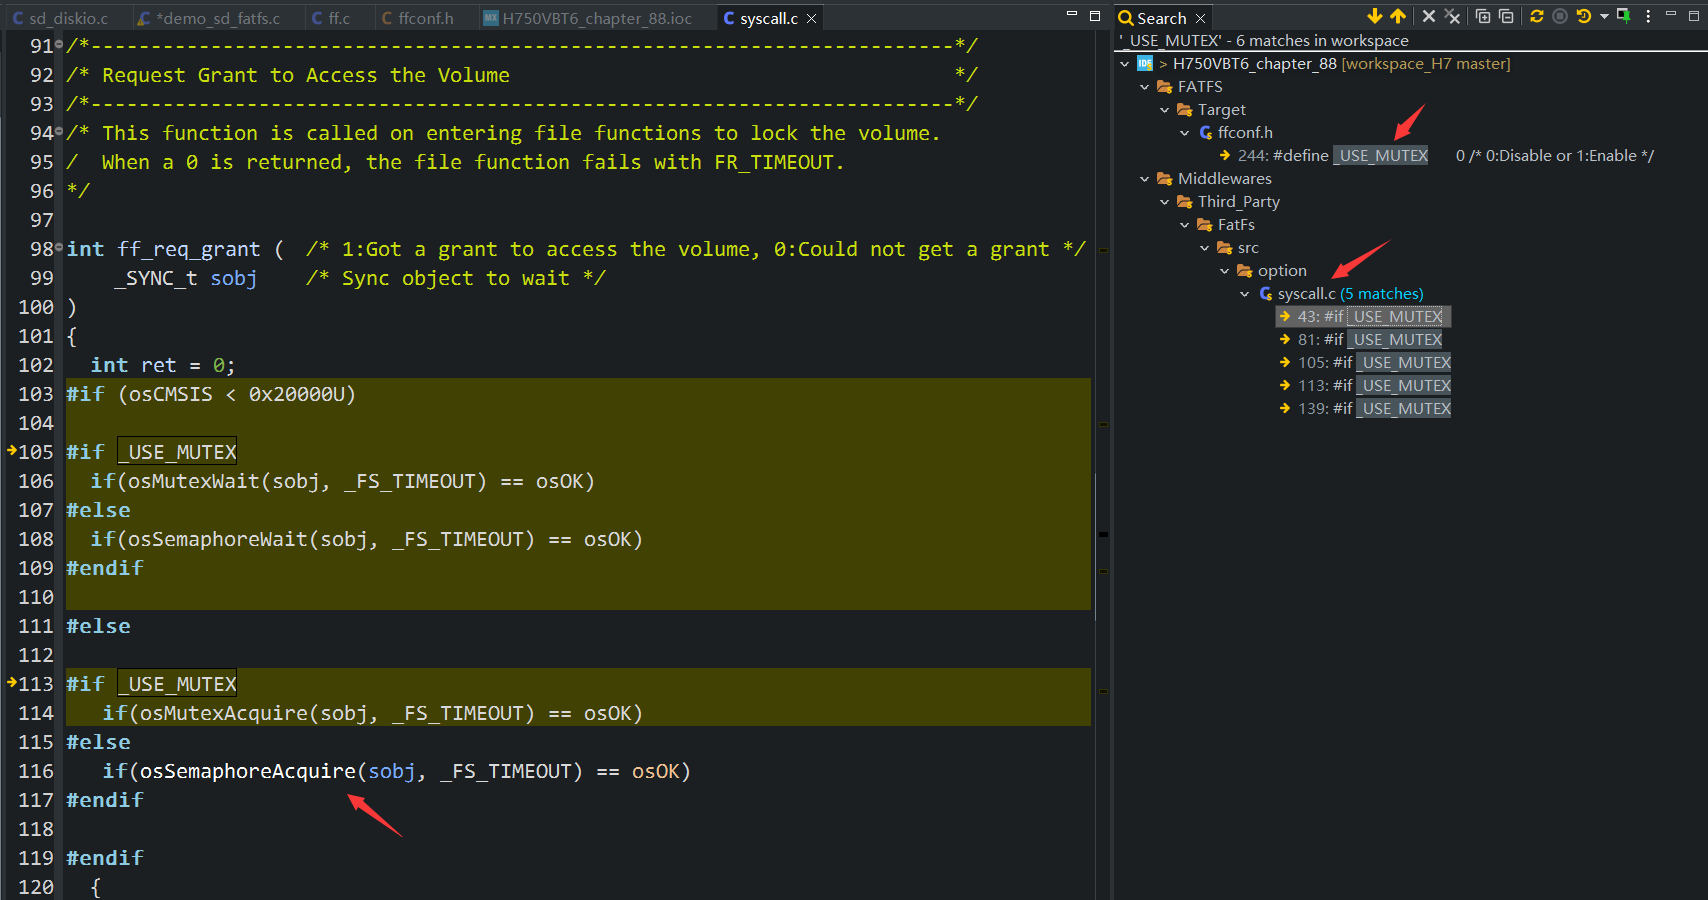 sd_diskio.c
*demo_sd_fatfs.c
ff.c
ffconf.h
MX H750VBT6_chapter_88.ioc
syscall.c
91 /*------------------------------------------------------------------------*/
92 /* Request Grant to Access the Volume                                     */
93 /*------------------------------------------------------------------------*/
94 /* This function is called on entering file functions to lock the volume.
95 /  When a 0 is returned, the file function fails with FR_TIMEOUT.
96 */
97
98 int ff_req_grant (  /* 1:Got a grant to access the volume, 0:Could not get a grant */
99     _SYNC_t sobj    /* Sync object to wait */
100 )
101 {
102   int ret = 0;
103 #if (osCMSIS < 0x20000U)
104
105 #if _USE_MUTEX
106   if(osMutexWait(sobj, _FS_TIMEOUT) == osOK)
107 #else
108   if(osSemaphoreWait(sobj, _FS_TIMEOUT) == osOK)
109 #endif
110
111 #else
112
113 #if _USE_MUTEX
114    if(osMutexAcquire(sobj, _FS_TIMEOUT) == osOK)
115 #else
116    if(osSemaphoreAcquire(sobj, _FS_TIMEOUT) == osOK)
117 #endif
118
119 #endif
120   {
Search
'_USE_MUTEX' - 6 matches in workspace
IDE > H750VBT6_chapter_88 [workspace_H7 master]
FATFS
Target
ffconf.h
244: #define _USE_MUTEX 0 /* 0:Disable or 1:Enable */
Middlewares
Third_Party
FatFs
src
option
syscall.c (5 matches)
43: #if _USE_MUTEX
81: #if _USE_MUTEX
105: #if _USE_MUTEX
113: #if _USE_MUTEX
139: #if _USE_MUTEX